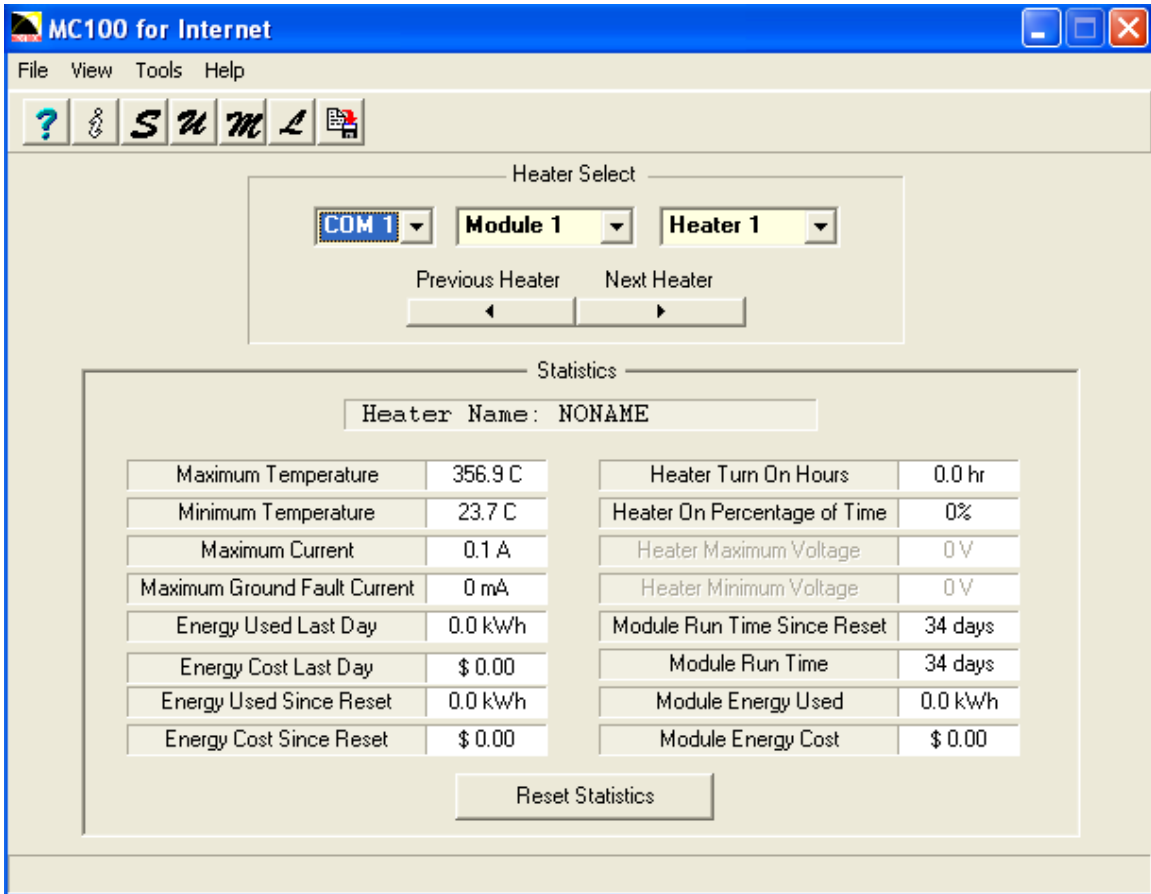 MC100 for Internet
File View Tools Help
? i S U M L
Heater Select
COM 1 Module 1 Heater 1
Previous Heater Next Heater
Statistics
Heater Name: NONAME
Maximum Temperature 356.9 C Heater Turn On Hours 0.0 hr
Minimum Temperature 23.7 C Heater On Percentage of Time 0%
Maximum Current 0.1 A Heater Maximum Voltage 0 V
Maximum Ground Fault Current 0 mA Heater Minimum Voltage 0 V
Energy Used Last Day 0.0 kWh Module Run Time Since Reset 34 days
Energy Cost Last Day $ 0.00 Module Run Time 34 days
Energy Used Since Reset 0.0 kWh Module Energy Used 0.0 kWh
Energy Cost Since Reset $ 0.00 Module Energy Cost $ 0.00
Reset Statistics